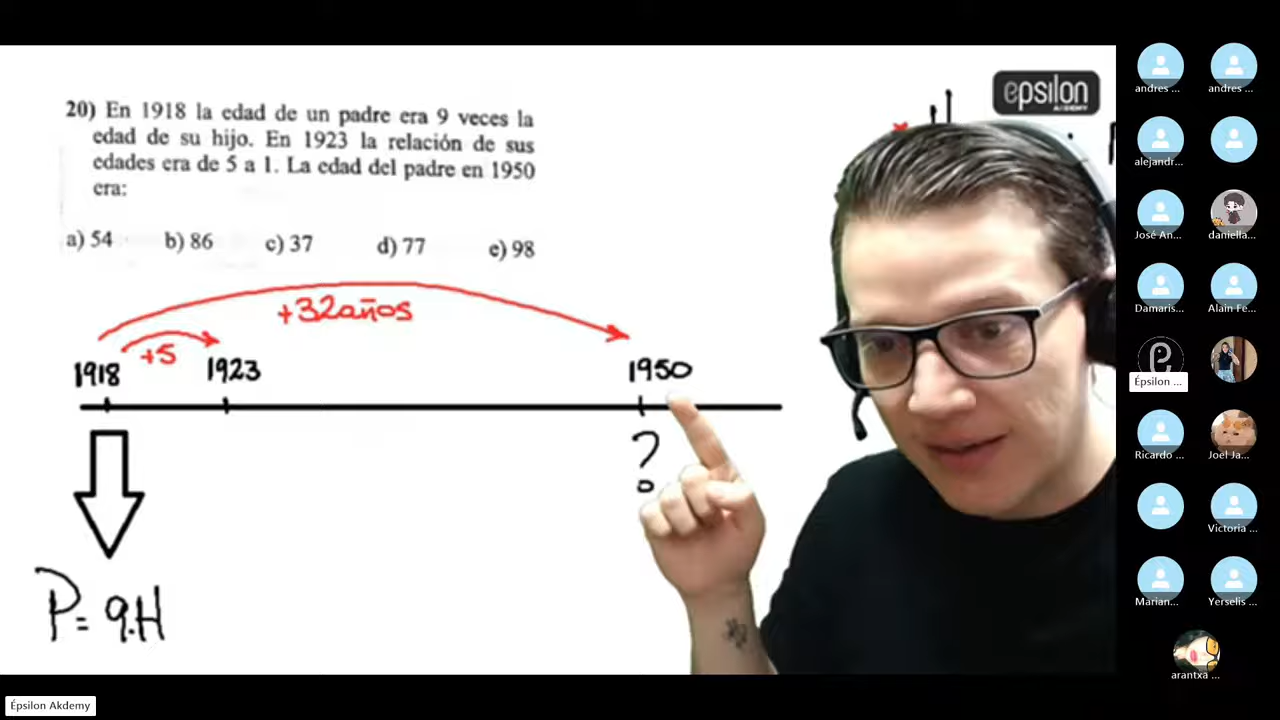 20) En 1918 la edad de un padre era 9 veces la
edad de su hijo. En 1923 la relación de sus
edades era de 5 a 1. La edad del padre en 1950
era:
a) 54 b) 86 c) 37 d) 77 e) 98
+32años
+5
1918 1923 1950
?
P= 9.H
epsilon
ACADEMY
andres ... andres ...
alejandr...
José An... daniella...
Damaris... Alain Fe...
Épsilon ...
Ricardo ... Joel Ja...
Victoria ...
Marian... Yerselis ...
arantxa ...
Épsilon Akdemy